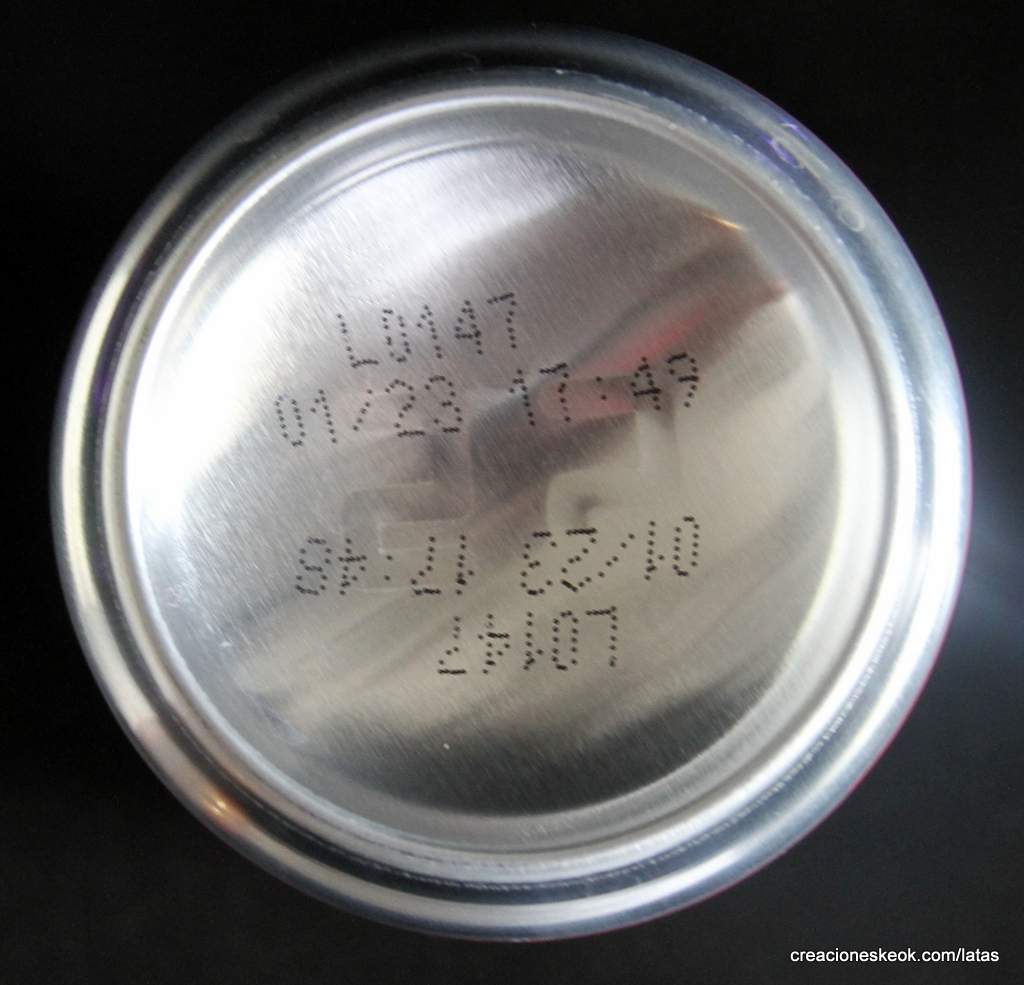 L0147
01/23 17:49
L0147
01/23 17:48
creacioneskeok.com/latas